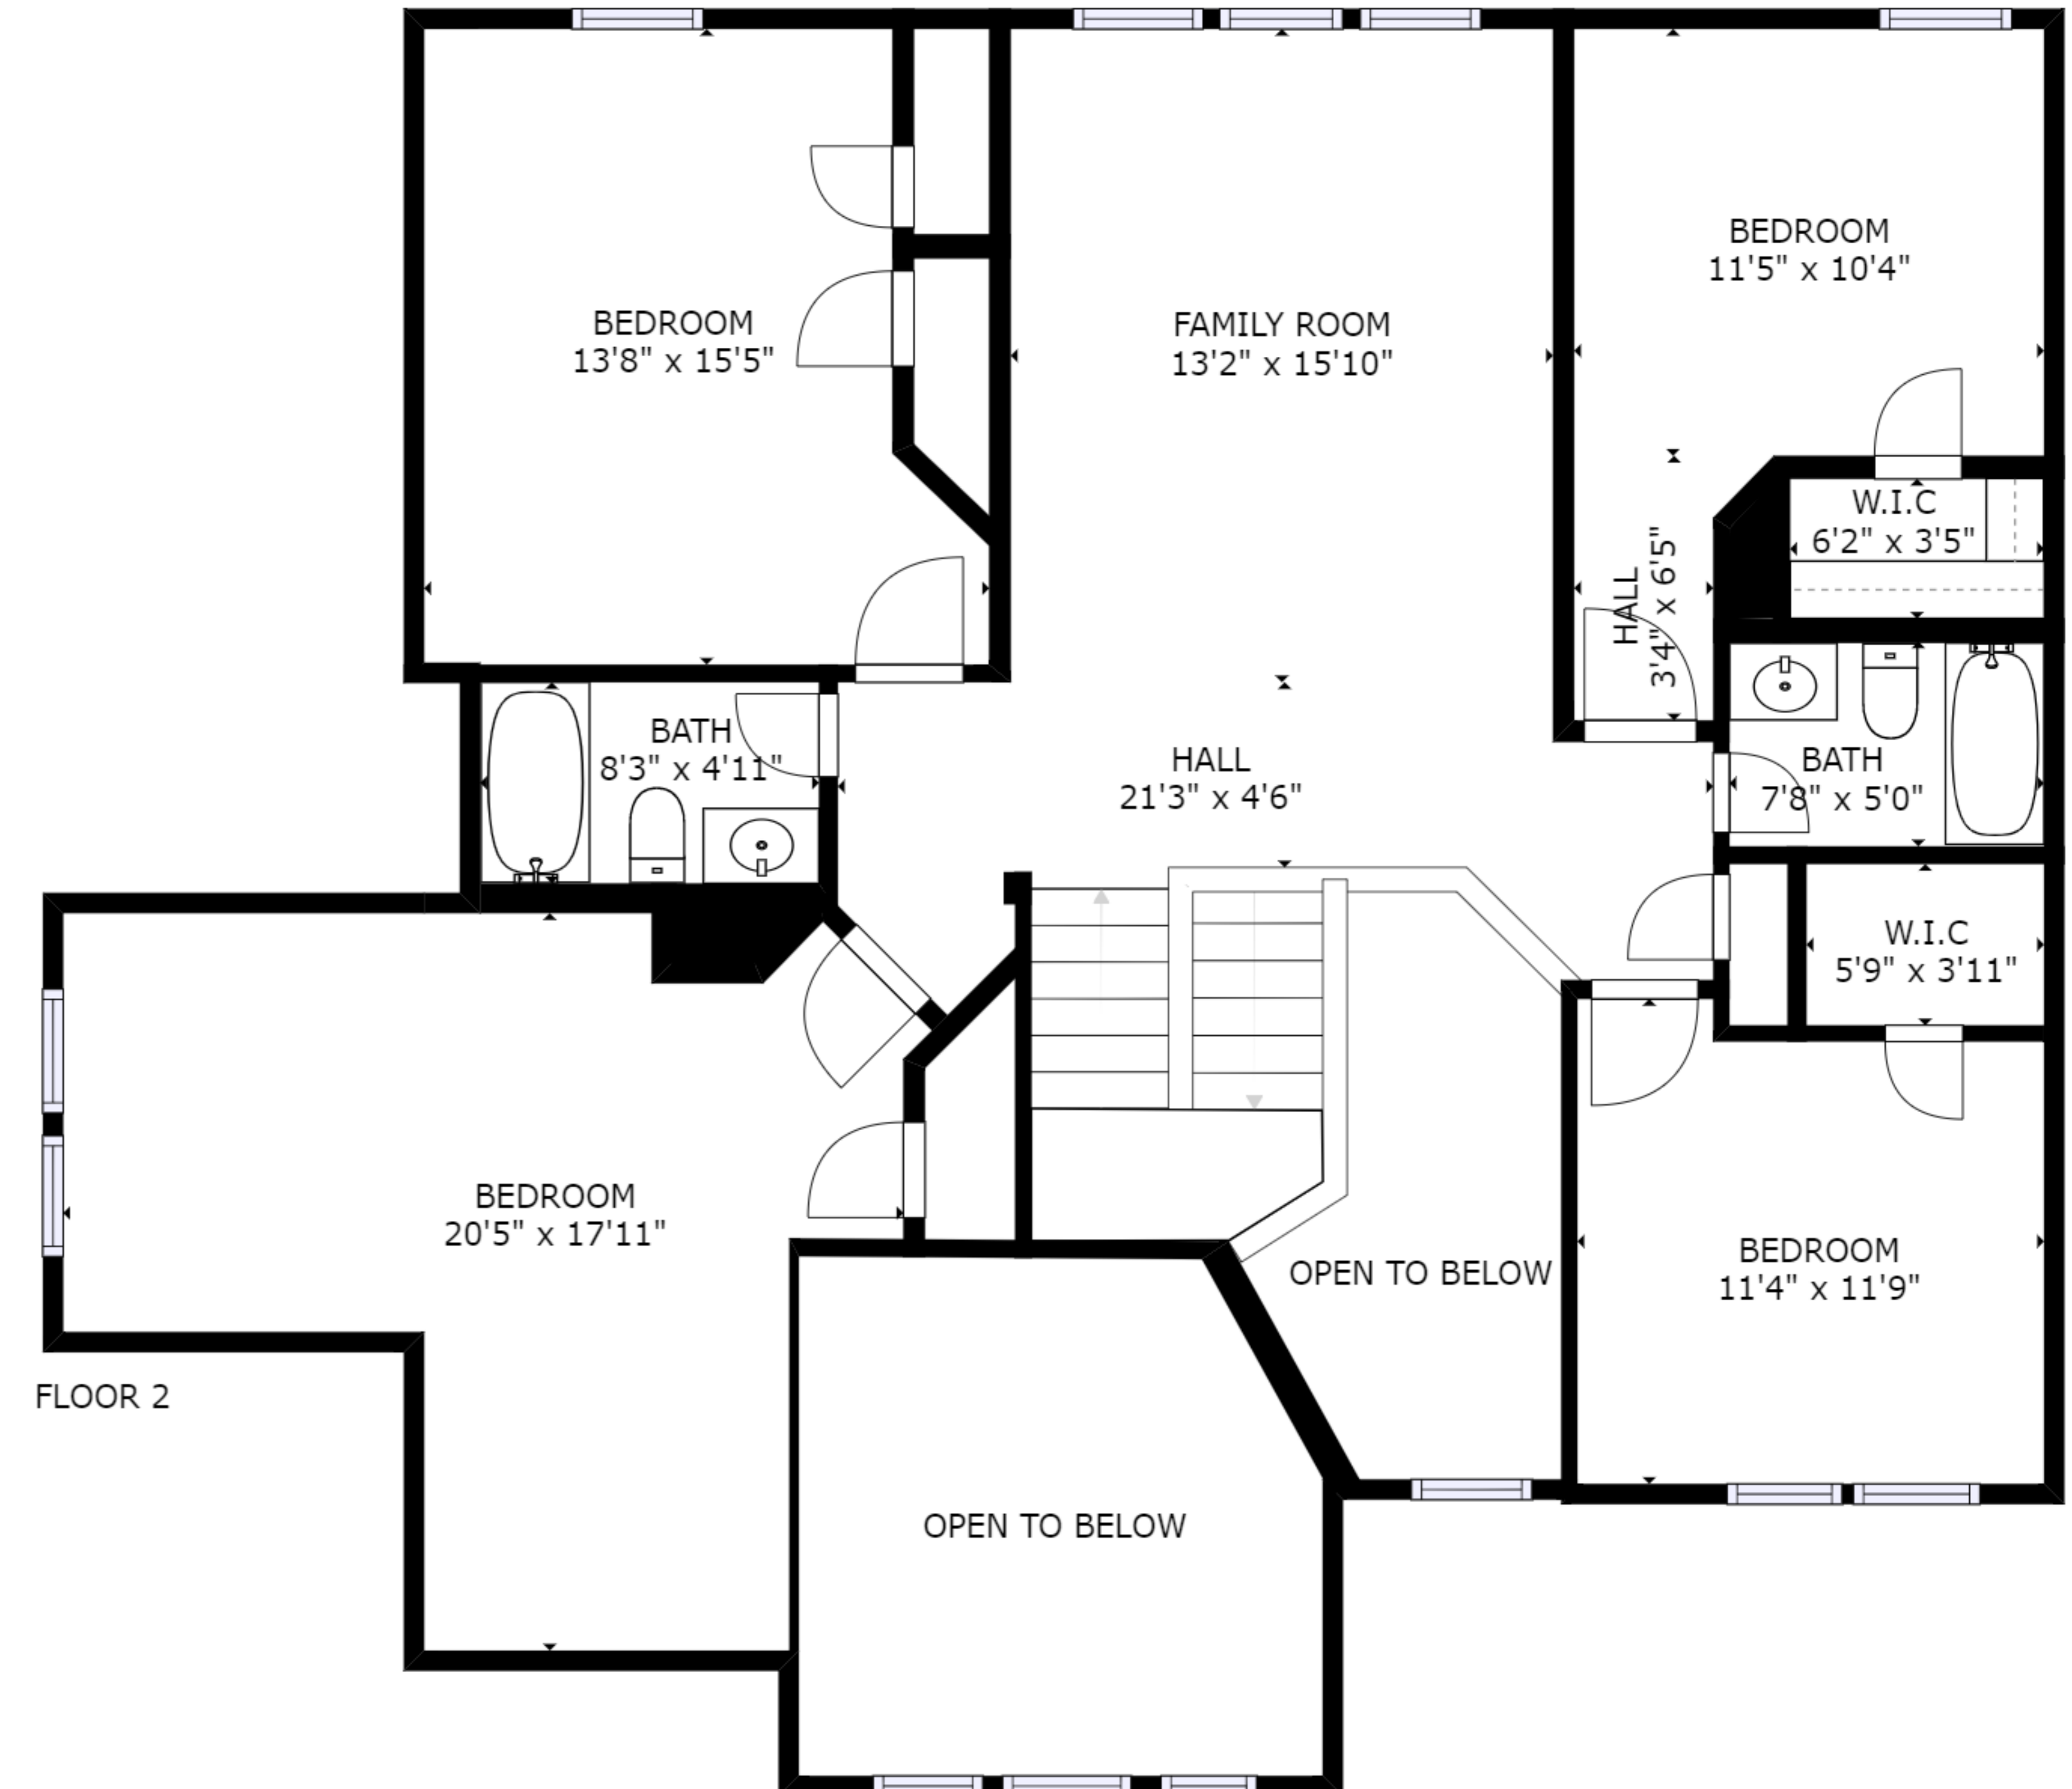 BEDROOM
11'5" x 10'4"
BEDROOM
13'8" x 15'5"
FAMILY ROOM
13'2" x 15'10"
W.I.C
6'2" x 3'5"
HALL
3'4" x 6'5"
BATH
8'3" x 4'11"
HALL
21'3" x 4'6"
BATH
7'8" x 5'0"
W.I.C
5'9" x 3'11"
BEDROOM
20'5" x 17'11"
OPEN TO BELOW
BEDROOM
11'4" x 11'9"
FLOOR 2
OPEN TO BELOW